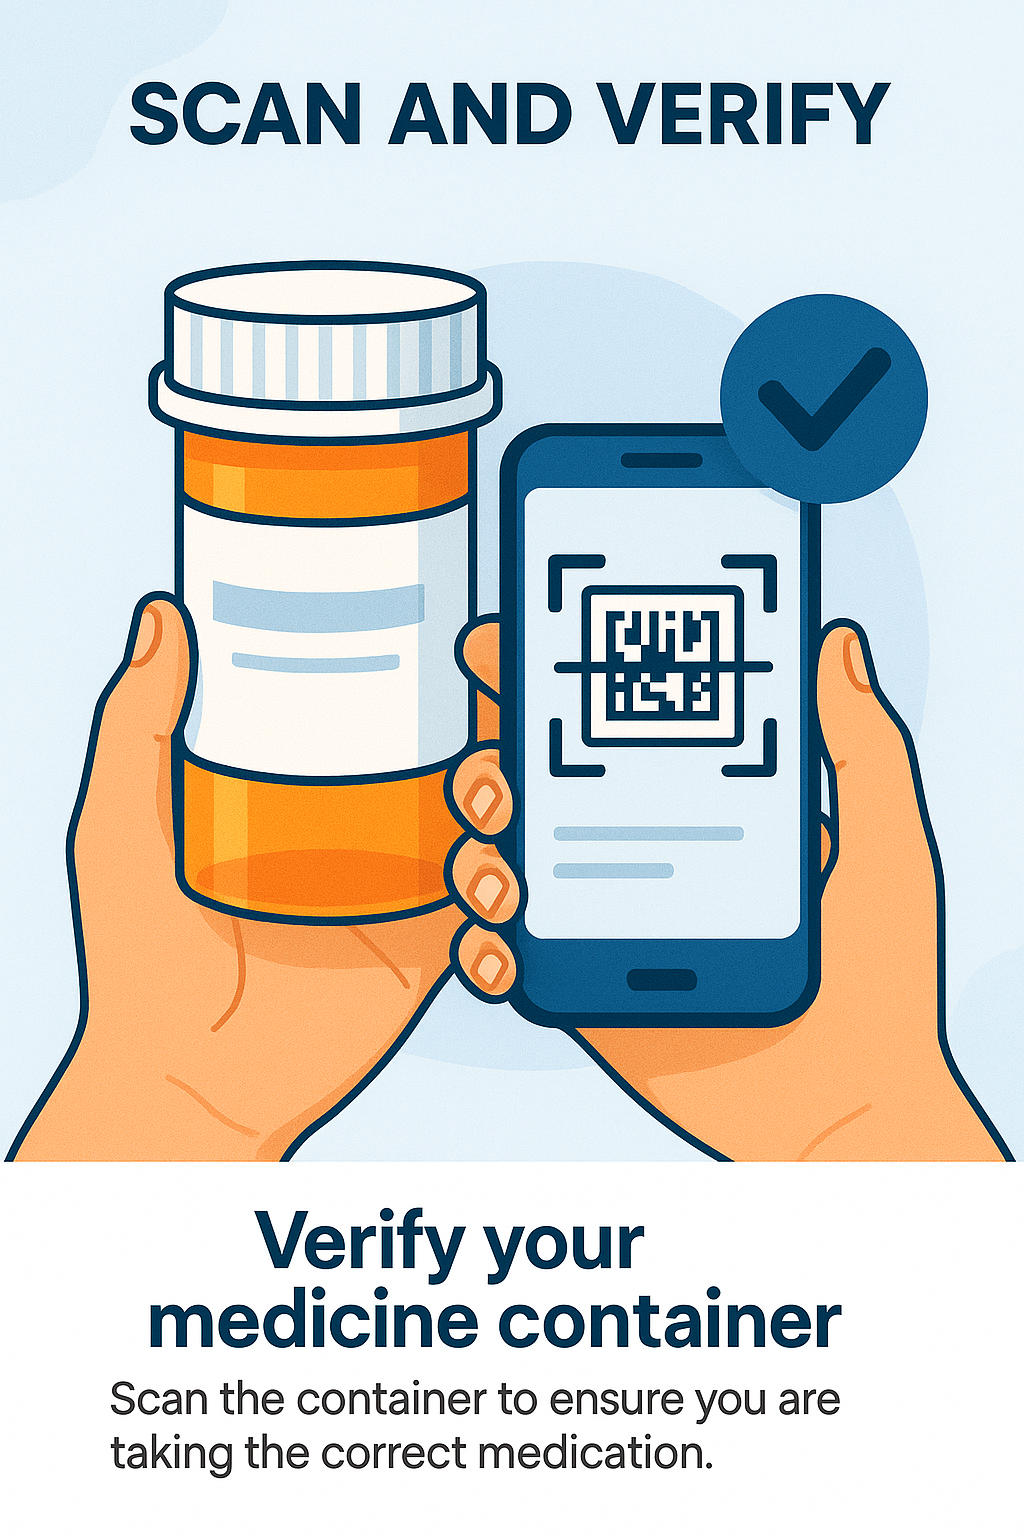 SCAN AND VERIFY
Verify your
medicine container
Scan the container to ensure you are
taking the correct medication.